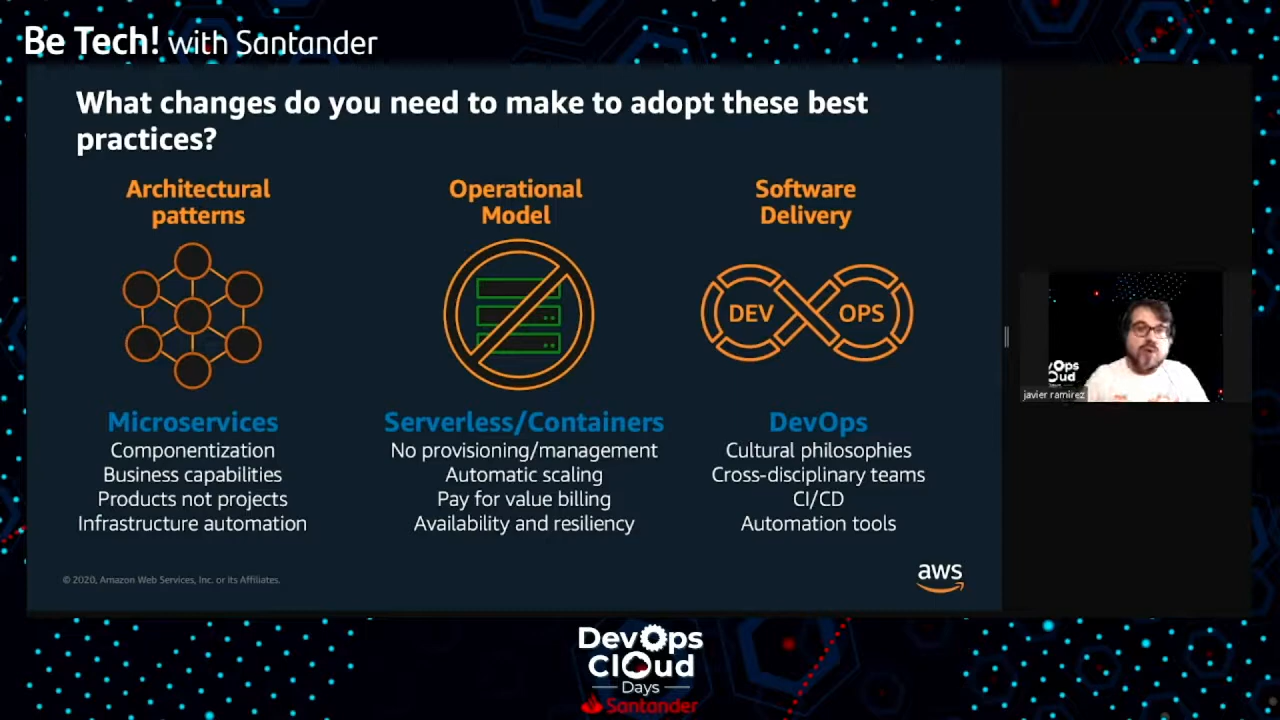 Be Tech! with Santander
What changes do you need to make to adopt these best
practices?
Architectural
patterns
Microservices
Componentization
Business capabilities
Products not projects
Infrastructure automation
Operational
Model
Serverless/Containers
No provisioning/management
Automatic scaling
Pay for value billing
Availability and resiliency
Software
Delivery
DEV OPS
DevOps
Cultural philosophies
Cross-disciplinary teams
CI/CD
Automation tools
© 2020, Amazon Web Services, Inc. or its Affiliates.
aws
javier ramirez
DevOps
Cloud
Days
Santander